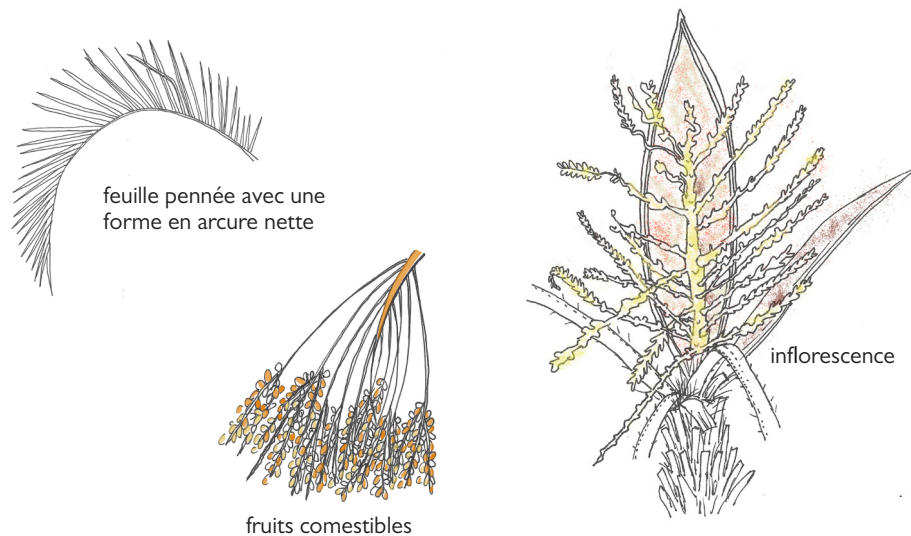 feuille pennée avec une
forme en arcure nette
inflorescence
fruits comestibles